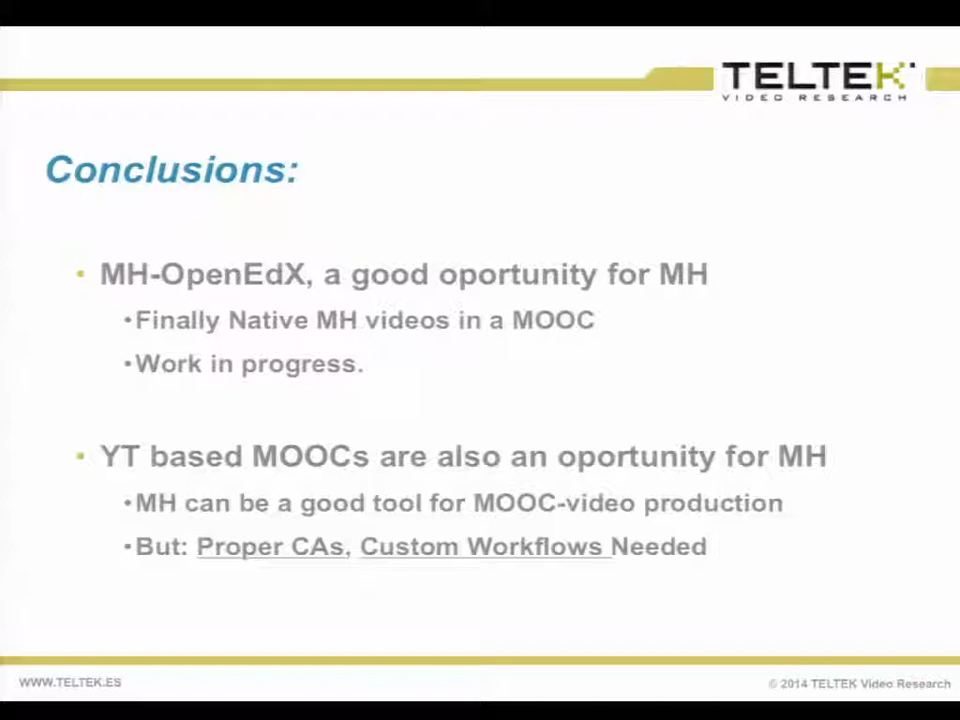 TELTEK
VIDEO RESEARCH
Conclusions:
• MH-OpenEdX, a good oportunity for MH
•Finally Native MH videos in a MOOC
•Work in progress.
• YT based MOOCs are also an oportunity for MH
•MH can be a good tool for MOOC-video production
•But: Proper CAs, Custom Workflows Needed
WWW.TELTEK.ES
© 2014 TELTEK Video Research